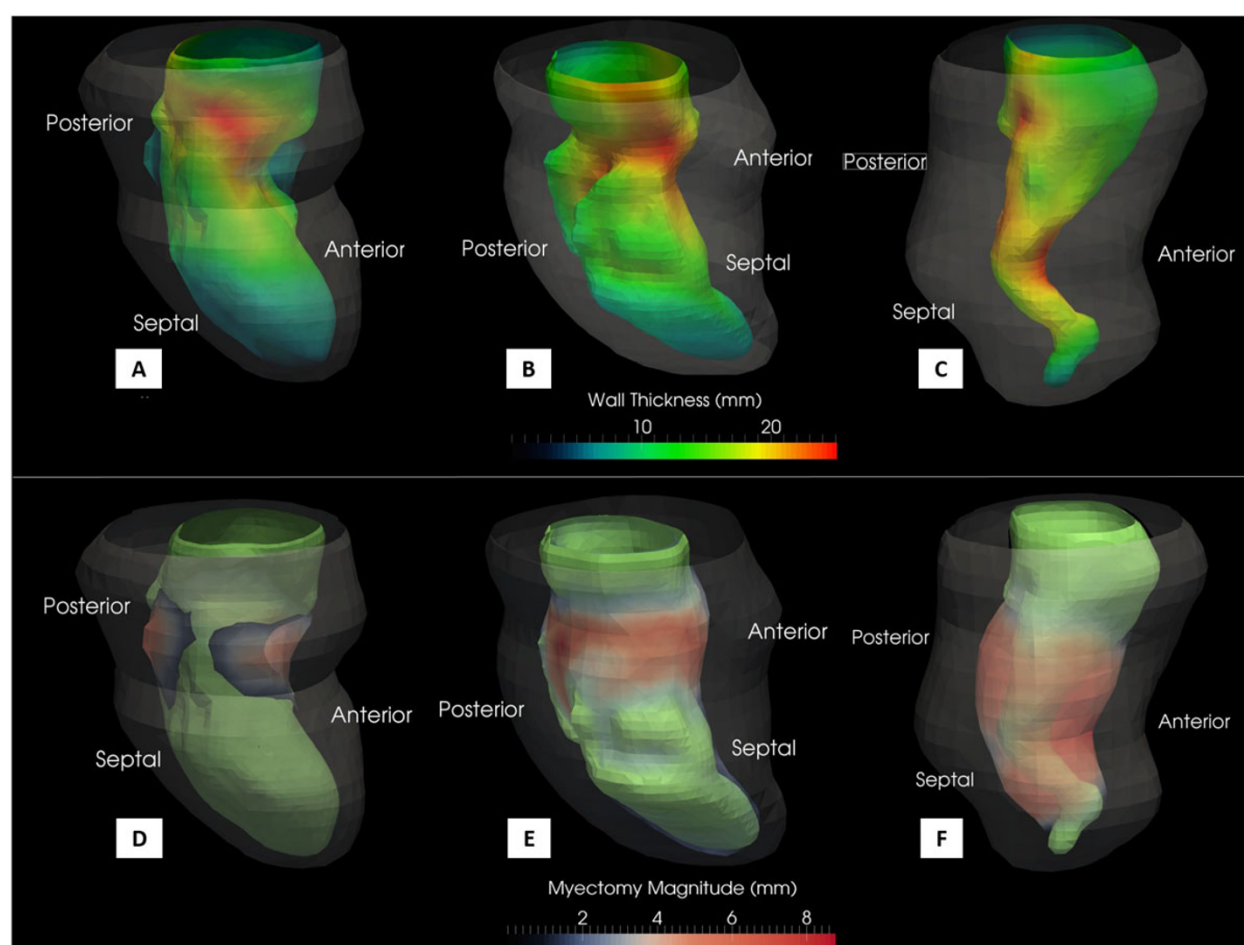 Posterior
Anterior
Septal
A
Posterior
Anterior
Septal
B
Posterior
Anterior
Septal
C
Wall Thickness (mm)
10 20
Posterior
Anterior
Septal
D
Posterior
Anterior
Septal
E
Posterior
Anterior
Septal
F
Myectomy Magnitude (mm)
2 4 6 8